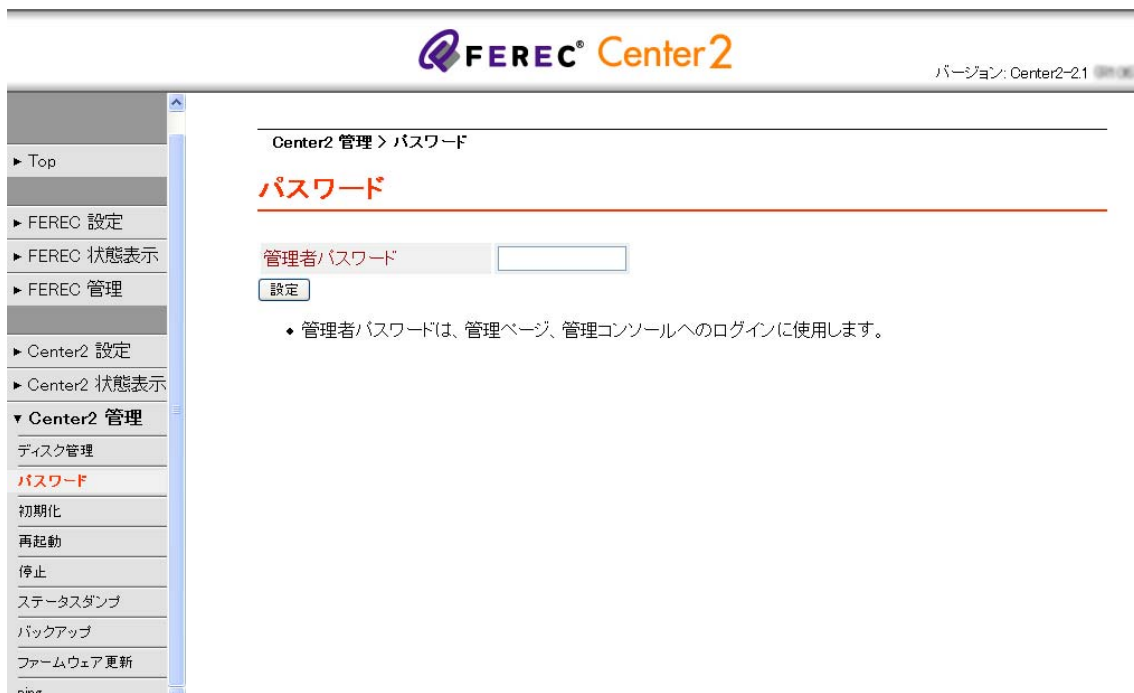 FEREC® Center2
バージョン: Center2-2.1
Center2 管理 > パスワード
パスワード
管理者パスワード
設定
◆ 管理者パスワードは、管理ページ、管理コンソールへのログインに使用します。
▶ Top
▶ FEREC 設定
▶ FEREC 状態表示
▶ FEREC 管理
▶ Center2 設定
▶ Center2 状態表示
▼ Center2 管理
ディスク管理
パスワード
初期化
再起動
停止
ステータスダンプ
バックアップ
ファームウェア更新
ping